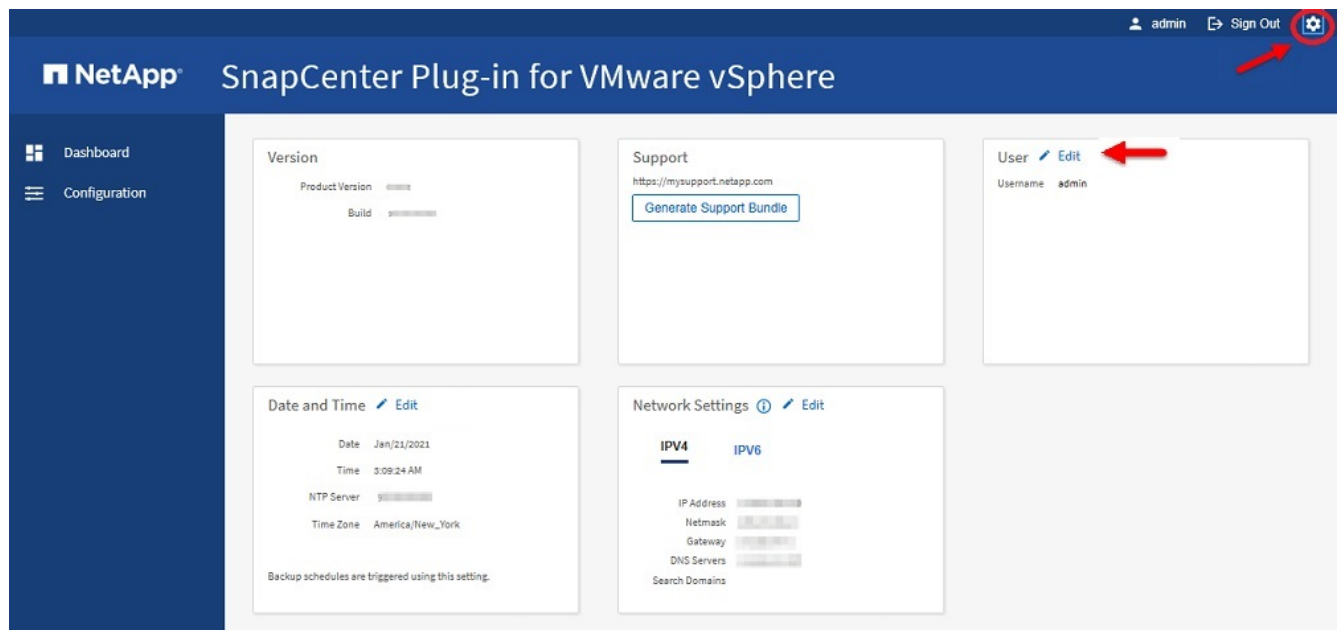 admin Sign Out
NetApp SnapCenter Plug-in for VMware vSphere
Dashboard
Configuration
Version
Product Version
Build
Support
https://mysupport.netapp.com
Generate Support Bundle
User Edit
Username admin
Date and Time Edit
Date Jan/21/2021
Time 3:09:24 AM
NTP Server
Time Zone America/New_York
Backup schedules are triggered using this setting.
Network Settings Edit
IPV4 IPV6
IP Address
Netmask
Gateway
DNS Servers
Search Domains